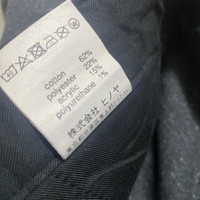 cotton 62%
polyester 22%
acrylic 15%
polyurethane 1%
株式会社 ヒノヤ